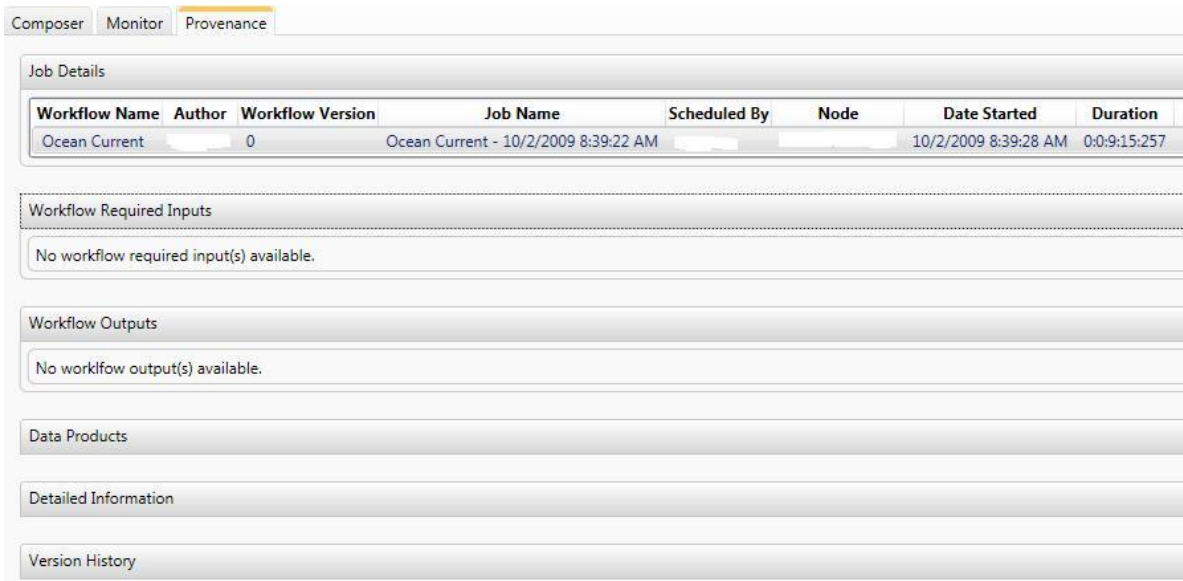 Composer Monitor Provenance
Job Details
Workflow Name Author Workflow Version Job Name Scheduled By Node Date Started Duration
Ocean Current 0 Ocean Current - 10/2/2009 8:39:22 AM 10/2/2009 8:39:28 AM 0:0:9:15:257
Workflow Required Inputs
No workflow required input(s) available.
Workflow Outputs
No worklfow output(s) available.
Data Products
Detailed Information
Version History